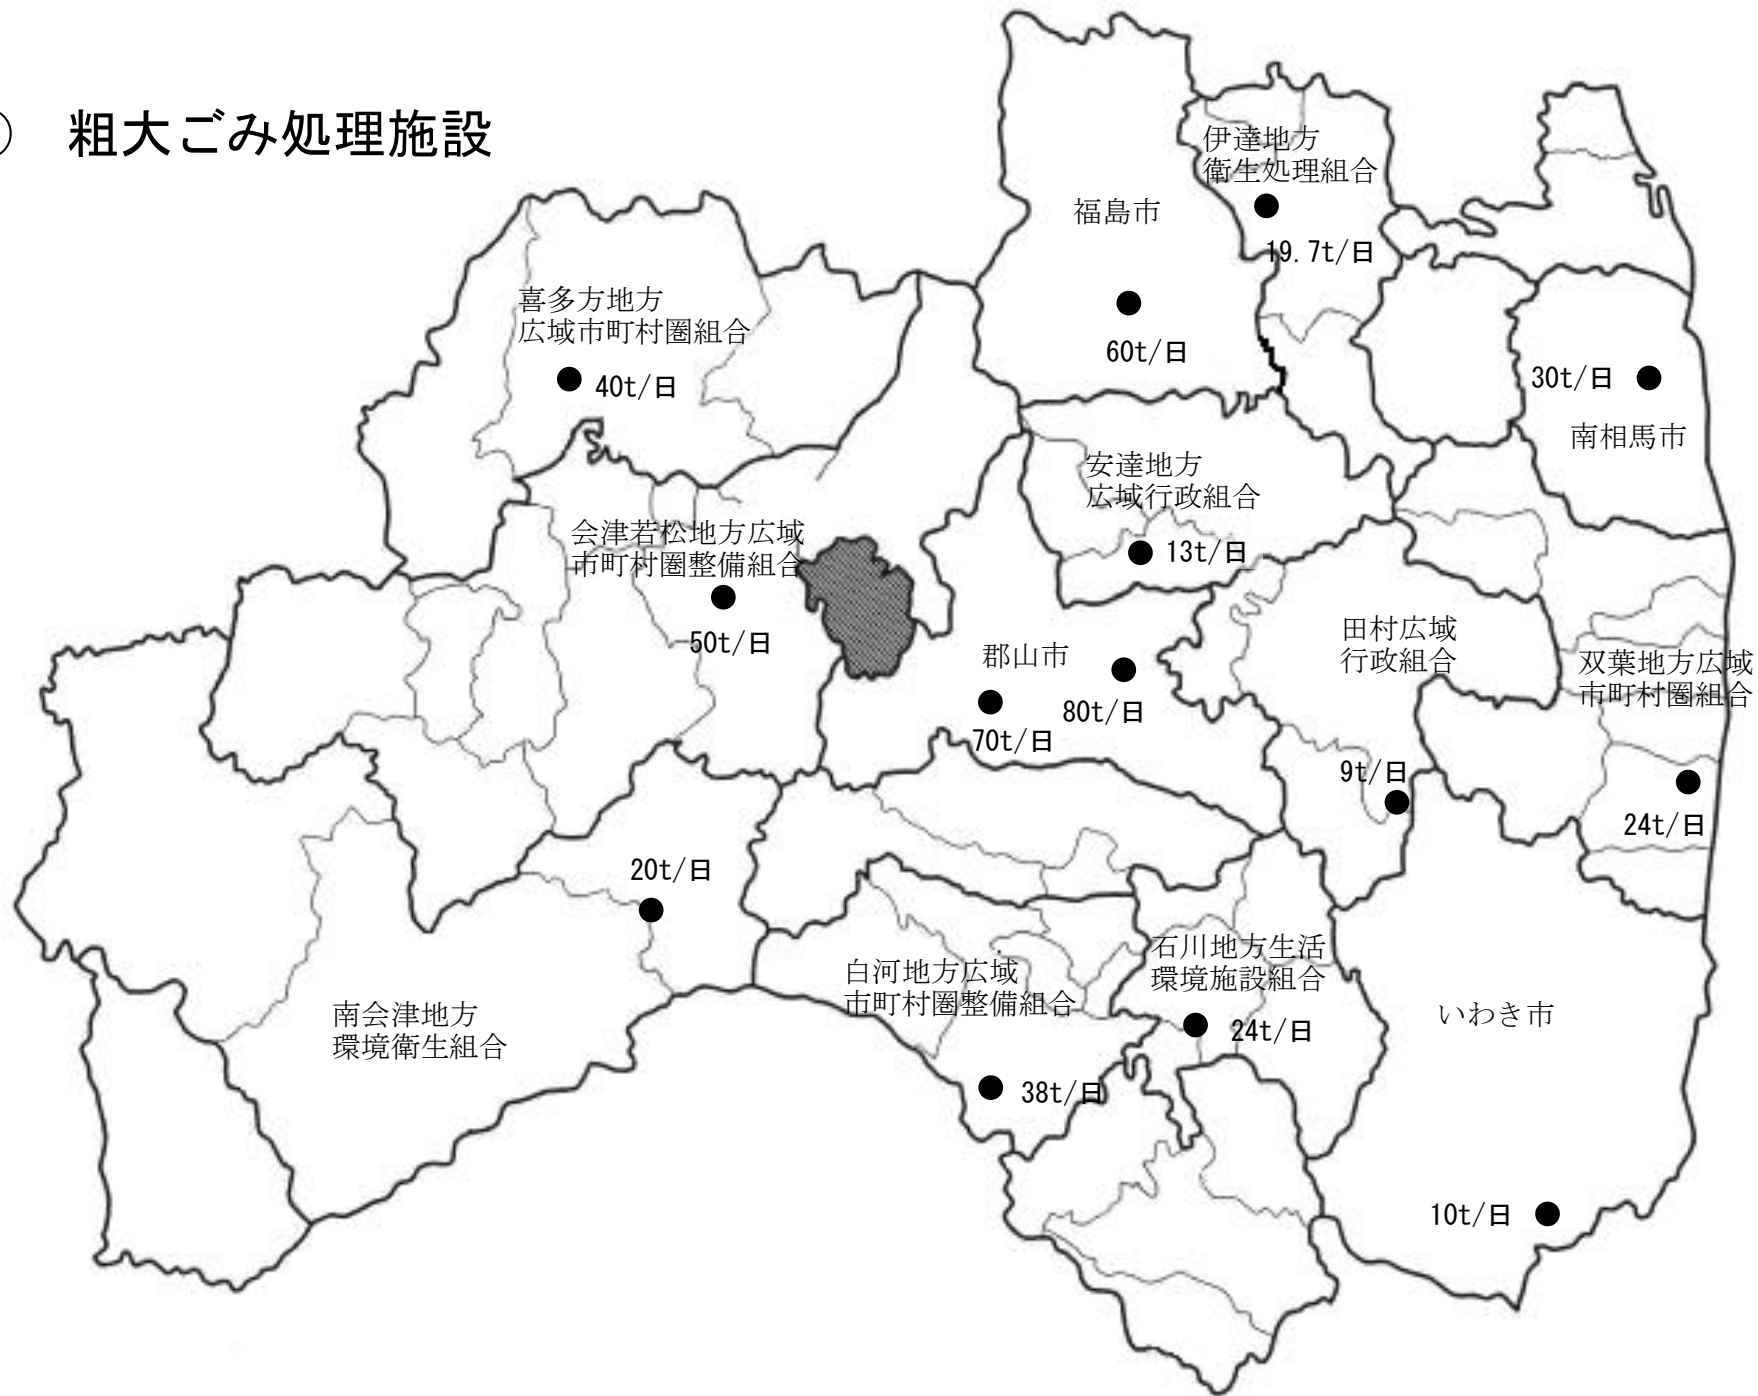 粗大ごみ処理施設
伊達地方
衛生処理組合
19.7t/日
福島市
60t/日
喜多方地方
広域市町村圏組合
40t/日
30t/日
南相馬市
安達地方
広域行政組合
13t/日
会津若松地方広域
市町村圏整備組合
50t/日
郡山市
80t/日
70t/日
田村広域
行政組合
9t/日
双葉地方広域
市町村圏組合
24t/日
20t/日
南会津地方
環境衛生組合
白河地方広域
市町村圏整備組合
38t/日
石川地方生活
環境施設組合
24t/日
いわき市
10t/日